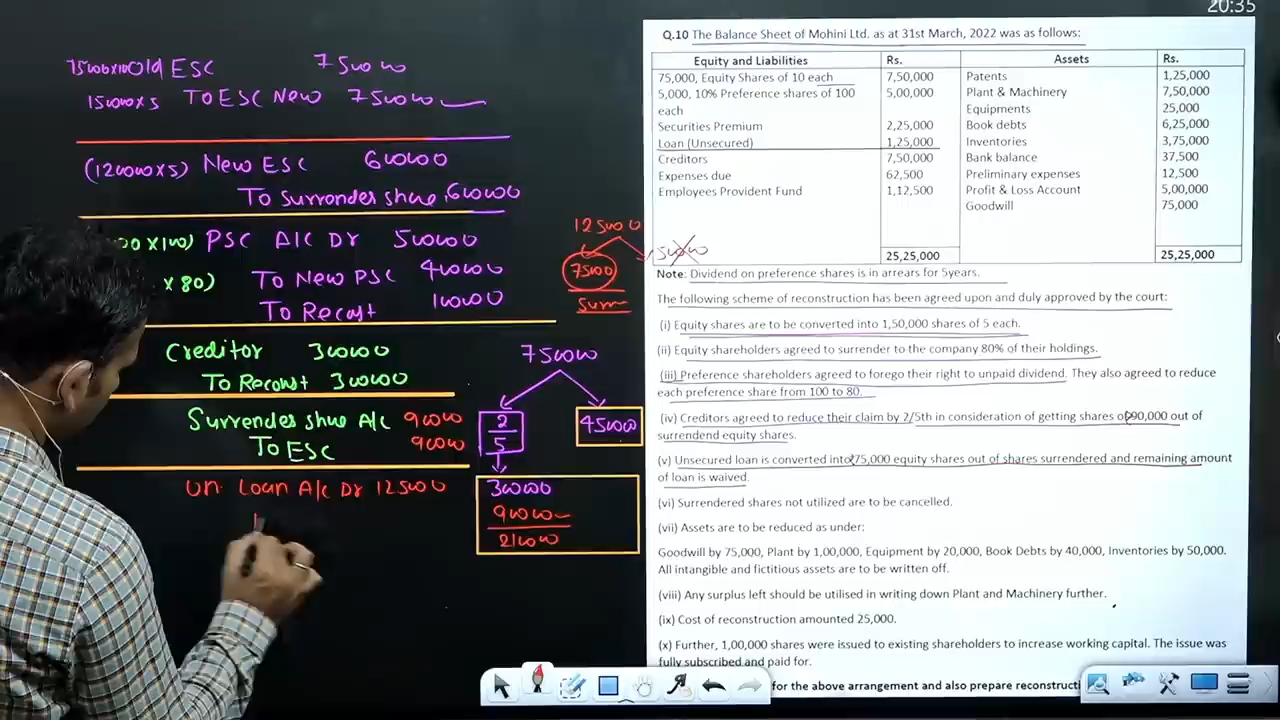 20:35
75000x10 Old ESC 750000
150000x5 To ESC New 750000
(120000x5) New ESC 600000
To Surrender share 600000
00 x 100) PSC A/C Dr 500000
x 80) To New PSC 400000
To Recost 100000
Creditor 300000
To Reconst 300000
Surrender shre A/c 90000
To ESC 90000
Un. Loan A/c Dr 125000
125000
75000 50000
Surr
750000
2/5 450000
300000
90000
210000
Q.10 The Balance Sheet of Mohini Ltd. as at 31st March, 2022 was as follows:
Equity and Liabilities Rs. Assets Rs.
75,000, Equity Shares of 10 each 7,50,000 Patents 1,25,000
5,000, 10% Preference shares of 100 5,00,000 Plant & Machinery 7,50,000
each Equipments 25,000
Securities Premium 2,25,000 Book debts 6,25,000
Loan (Unsecured) 1,25,000 Inventories 3,75,000
Creditors 7,50,000 Bank balance 37,500
Expenses due 62,500 Preliminary expenses 12,500
Employees Provident Fund 1,12,500 Profit & Loss Account 5,00,000
Goodwill 75,000
25,25,000 25,25,000
Note: Dividend on preference shares is in arrears for 5years.
The following scheme of reconstruction has been agreed upon and duly approved by the court:
(i) Equity shares are to be converted into 1,50,000 shares of 5 each.
(ii) Equity shareholders agreed to surrender to the company 80% of their holdings.
(iii) Preference shareholders agreed to forego their right to unpaid dividend. They also agreed to reduce
each preference share from 100 to 80.
(iv) Creditors agreed to reduce their claim by 2/5th in consideration of getting shares of 90,000 out of
surrendend equity shares.
(v) Unsecured loan is converted into 75,000 equity shares out of shares surrendered and remaining amount
of loan is waived.
(vi) Surrendered shares not utilized are to be cancelled.
(vii) Assets are to be reduced as under:
Goodwill by 75,000, Plant by 1,00,000, Equipment by 20,000, Book Debts by 40,000, Inventories by 50,000.
All intangible and fictitious assets are to be written off.
(viii) Any surplus left should be utilised in writing down Plant and Machinery further.
(ix) Cost of reconstruction amounted 25,000.
(x) Further, 1,00,000 shares were issued to existing shareholders to increase working capital. The issue was
fully subscribed and paid for.
for the above arrangement and also prepare reconstructi